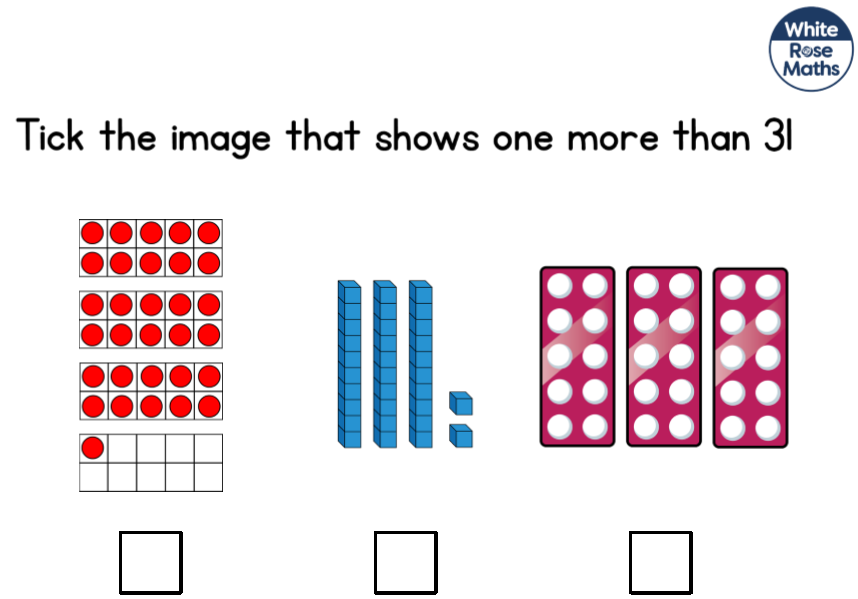 White
Rose
Maths
Tick the image that shows one more than 31